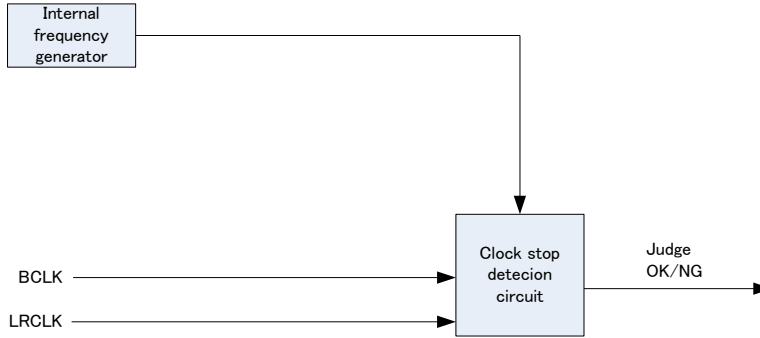 Internal
frequency
generator
Clock stop
detecion
circuit
Judge
OK/NG
BCLK
LRCLK